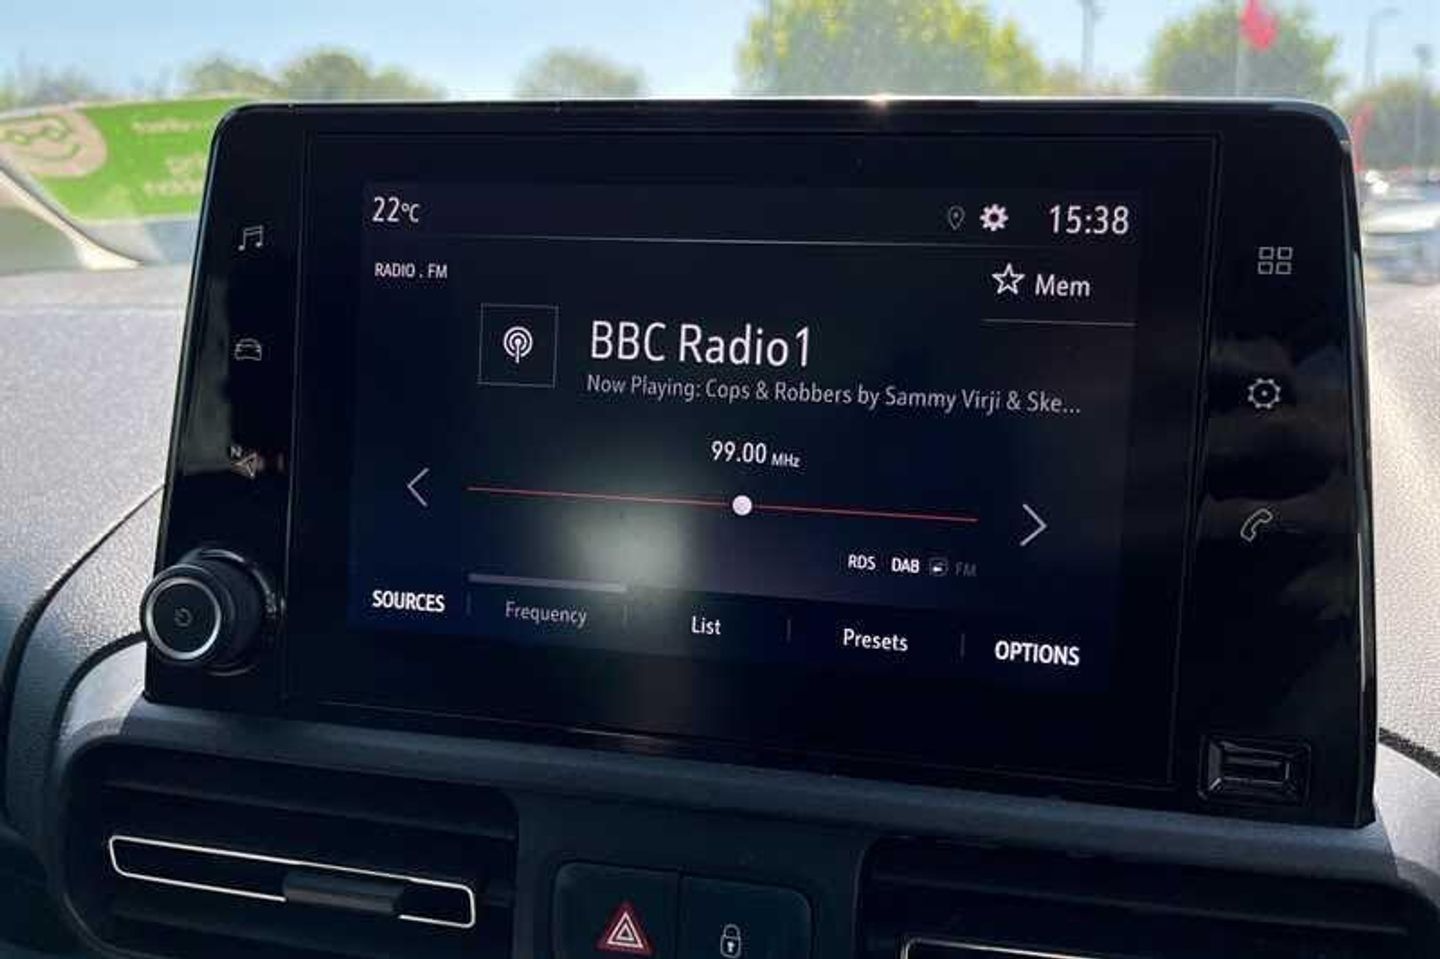 22°C
15:38
RADIO . FM
Mem
BBC Radio1
Now Playing: Cops & Robbers by Sammy Virji & Ske...
99.00 MHz
RDS DAB FM
SOURCES
Frequency
List
Presets
OPTIONS
N